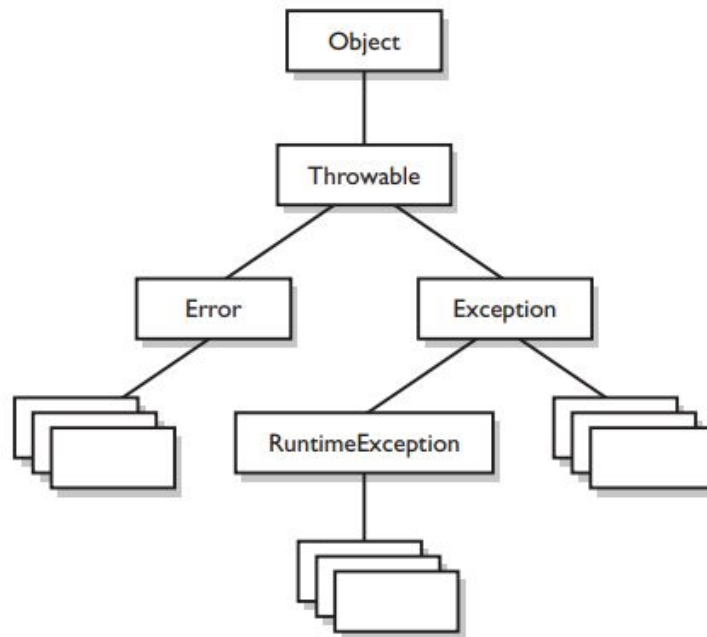 Object
Throwable
Error
Exception
RuntimeException